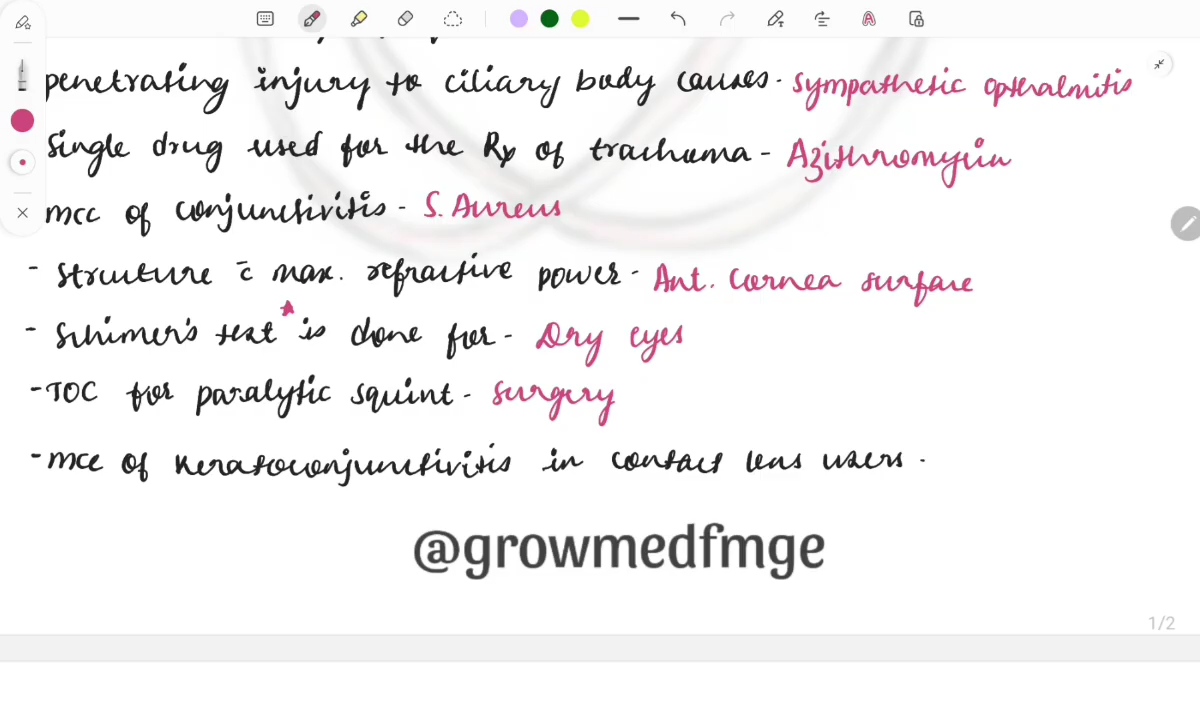 penetrating injury to ciliary body causes - sympathetic opthalmitis
Single drug used for the Rx of trachoma - Azithromycin
mcc of conjunctivitis - S. Aureus
- Structure c̄ max. refractive power - Ant. cornea surface
- Schimer's test is done for - Dry eyes
- TOC for paralytic squint - surgery
- mcc of keratoconjunctivitis in contact lens users -
@growmedfmge
1/2